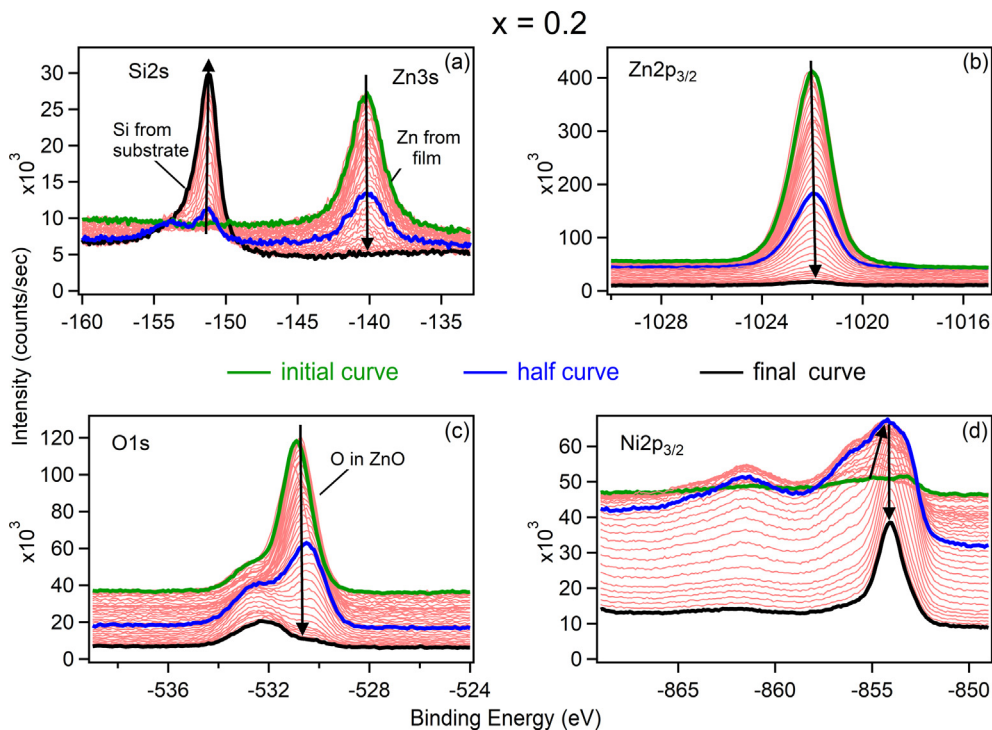 x = 0.2
Intensity (counts/sec)
(a)
Si2s
Zn3s
Si from
substrate
Zn from
film
x10³
30
25
20
15
10
5
0
-160
-155
-150
-145
-140
-135
(b)
Zn2p3/2
x10³
400
300
200
100
0
-1028
-1024
-1020
-1016
initial curve
half curve
final curve
(c)
O1s
O in ZnO
x10³
120
100
80
60
40
20
0
-536
-532
-528
-524
(d)
Ni2p3/2
x10³
60
50
40
30
20
10
0
-865
-860
-855
-850
Binding Energy (eV)